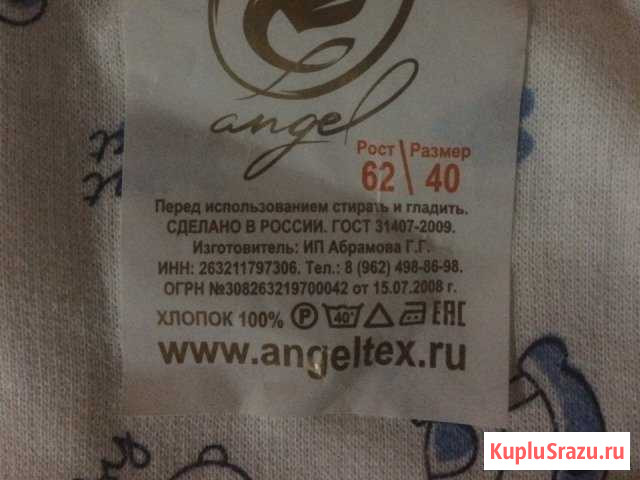 angel
Рост Размер
62 40
Перед использованием стирать и гладить.
СДЕЛАНО В РОССИИ. ГОСТ 31407-2009.
Изготовитель: ИП Абрамова Г.Г.
ИНН: 263211797306. Тел.: 8 (962) 498-86-98.
ОГРН №308263219700042 от 15.07.2008 г.
ХЛОПОК 100% P 40° EAC
www.angeltex.ru
KupluSrazu.ru